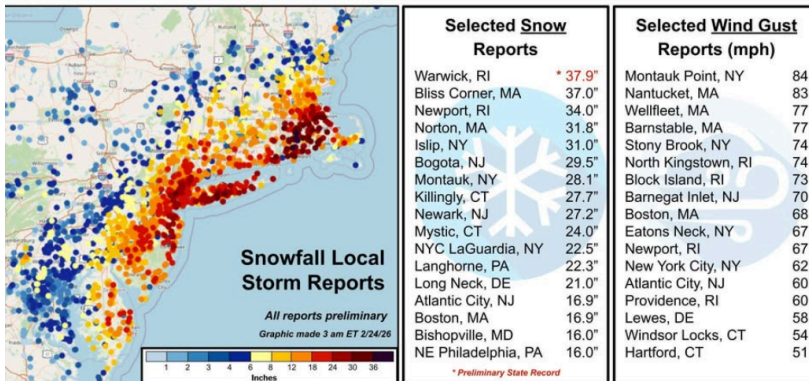 Snowfall Local
Storm Reports
All reports preliminary
Graphic made 3 am ET 2/24/26
1 2 3 4 6 8 12 18 24 30 36
Inches
Selected Snow
Reports
Warwick, RI * 37.9”
Bliss Corner, MA 37.0”
Newport, RI 34.0”
Norton, MA 31.8”
Islip, NY 31.0”
Bogota, NJ 29.5”
Montauk, NY 28.1”
Killingly, CT 27.7”
Newark, NJ 27.2”
Mystic, CT 24.0”
NYC LaGuardia, NY 22.5”
Langhorne, PA 22.3”
Long Neck, DE 21.0”
Atlantic City, NJ 16.9”
Boston, MA 16.9”
Bishopville, MD 16.0”
NE Philadelphia, PA 16.0”
* Preliminary State Record
Selected Wind Gust
Reports (mph)
Montauk Point, NY 84
Nantucket, MA 83
Wellfleet, MA 77
Barnstable, MA 77
Stony Brook, NY 74
North Kingstown, RI 74
Block Island, RI 73
Barnegat Inlet, NJ 70
Boston, MA 68
Eatons Neck, NY 67
Newport, RI 67
New York City, NY 62
Atlantic City, NJ 60
Providence, RI 60
Lewes, DE 58
Windsor Locks, CT 54
Hartford, CT 51